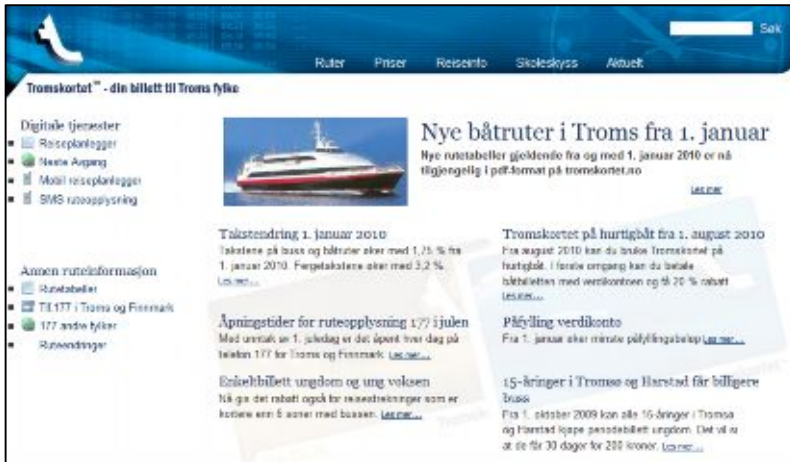 Søk
Ruter Priser Reiseinfo Skoleskyss Aktuelt
Tromskortet™ - din billett til Troms fylke
Digitale tjenester
Reiseplanlegger
Neste Avgang
Mobil reiseplanlegger
SMS ruteopplysning
Annen ruteinformasjon
Rutetabeller
Tlf.177 i Troms og Finnmark
177 andre fylker
Ruteendringer
Nye båtruter i Troms fra 1. januar
Nye rutetabeller gjeldende fra og med 1. januar 2010 er nå
tilgjengelig i pdf-format på tromskortet.no
Les mer
Takstendring 1. januar 2010
Takstene på buss og båtruter øker med 1,75 % fra
1. januar 2010. Fergetakstene øker med 3,2 %.
Les mer...
Tromskortet på hurtigbåt fra 1. august 2010
Fra august 2010 kan du bruke Tromskortet på
hurtigbåt. I første omgang kan du betale
båtbilletten med verdikontoen og få 20 % rabatt
Les mer...
Åpningstider for ruteopplysning 177 i julen
Med unntak av 1. juledag er det åpent hver dag på
telefon 177 for Troms og Finnmark. Les mer...
Påfylling verdikonto
Fra 1. januar øker minste påfyllingsbeløp Les mer...
Enkeltbillett ungdom og ung voksen
Nå gis det rabatt også for reisestrekninger som er
kortere enn 6 soner med bussen. Les mer...
15-åringer i Tromsø og Harstad får billigere
buss
Fra 1. oktober 2009 kan alle 15-åringer i Tromsø
og Harstad kjøpe periodebillett ungdom. Det vil si
at de får 30 dager for 200 kroner. Les mer...